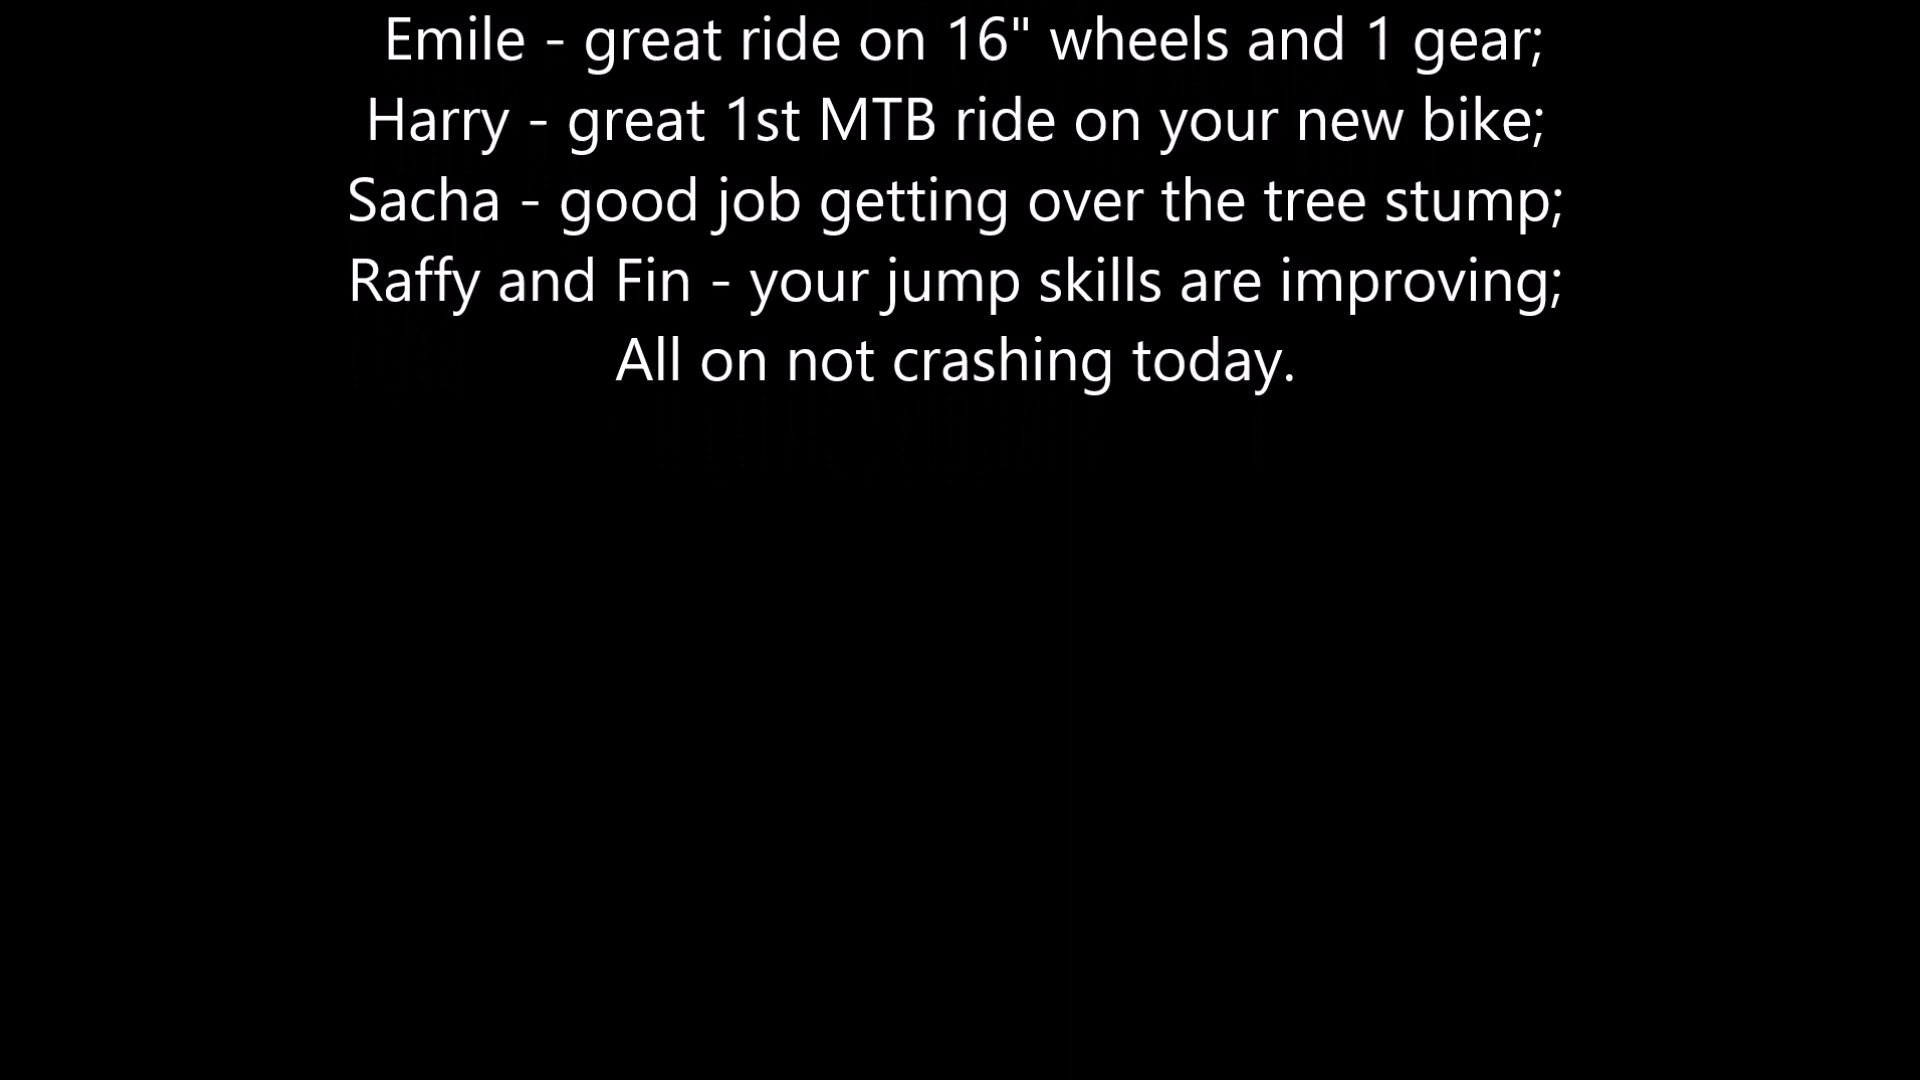 Emile - great ride on 16" wheels and 1 gear;
Harry - great 1st MTB ride on your new bike;
Sacha - good job getting over the tree stump;
Raffy and Fin - your jump skills are improving;
All on not crashing today.